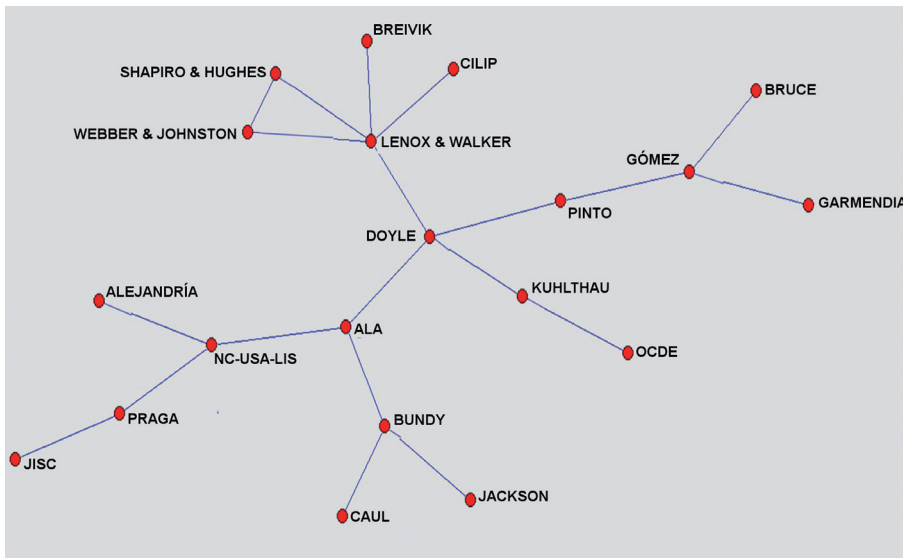 BREIVIK
CILIP
SHAPIRO & HUGHES
BRUCE
WEBBER & JOHNSTON
LENOX & WALKER
GÓMEZ
GARMENDIA
PINTO
DOYLE
KUHLTHAU
ALEJANDRÍA
ALA
OCDE
NC-USA-LIS
PRAGA
BUNDY
JISC
JACKSON
CAUL